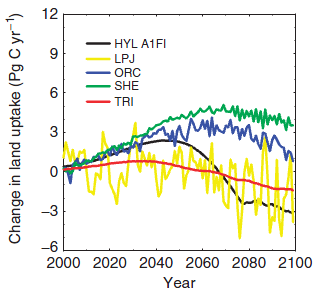 Change in land uptake (Pg C yr⁻¹)
12
9
6
3
0
−3
−6
HYL A1FI
LPJ
ORC
SHE
TRI
2000 2020 2040 2060 2080 2100
Year